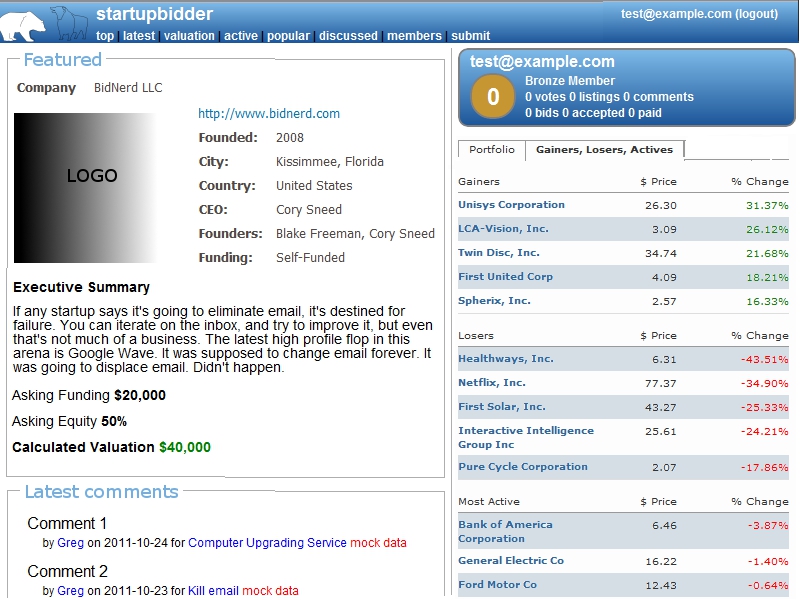 startupbidder
test@example.com (logout)
top | latest | valuation | active | popular | discussed | members | submit
Featured
Company BidNerd LLC
LOGO
http://www.bidnerd.com
Founded: 2008
City: Kissimmee, Florida
Country: United States
CEO: Cory Sneed
Founders: Blake Freeman, Cory Sneed
Funding: Self-Funded
Executive Summary
If any startup says it's going to eliminate email, it's destined for
failure. You can iterate on the inbox, and try to improve it, but even
that's not much of a business. The latest high profile flop in this
arena is Google Wave. It was supposed to change email forever. It
was going to displace email. Didn't happen.
Asking Funding $20,000
Asking Equity 50%
Calculated Valuation $40,000
Latest comments
Comment 1
by Greg on 2011-10-24 for Computer Upgrading Service mock data
Comment 2
by Greg on 2011-10-23 for Kill email mock data
test@example.com
0
Bronze Member
0 votes 0 listings 0 comments
0 bids 0 accepted 0 paid
Portfolio Gainers, Losers, Actives
Gainers $ Price % Change
Unisys Corporation 26.30 31.37%
LCA-Vision, Inc. 3.09 26.12%
Twin Disc, Inc. 34.74 21.68%
First United Corp 4.09 18.21%
Spherix, Inc. 2.57 16.33%
Losers $ Price % Change
Healthways, Inc. 6.31 -43.51%
Netflix, Inc. 77.37 -34.90%
First Solar, Inc. 43.27 -25.33%
Interactive Intelligence 25.61 -24.21%
Group Inc
Pure Cycle Corporation 2.07 -17.86%
Most Active $ Price % Change
Bank of America 6.46 -3.87%
Corporation
General Electric Co 16.22 -1.40%
Ford Motor Co 12.43 -0.64%